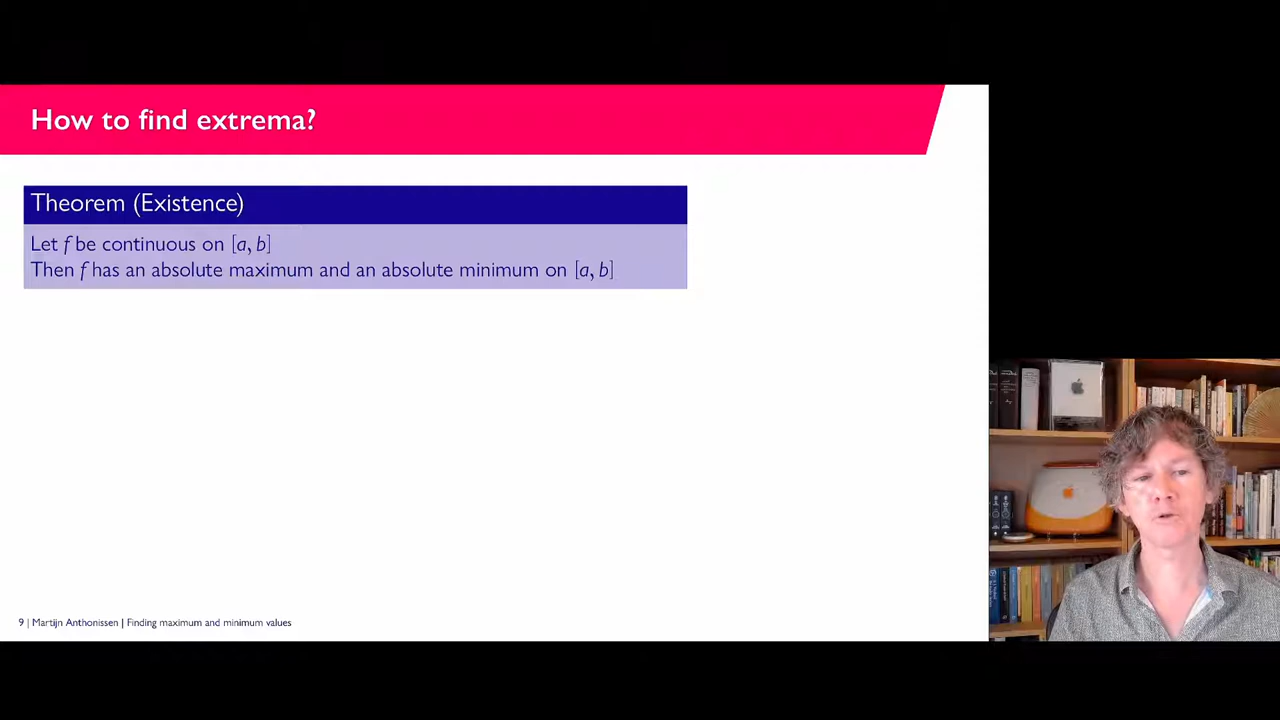 How to find extrema?
Theorem (Existence)
Let f be continuous on [a, b]
Then f has an absolute maximum and an absolute minimum on [a, b]
9 | Martijn Anthonissen | Finding maximum and minimum values